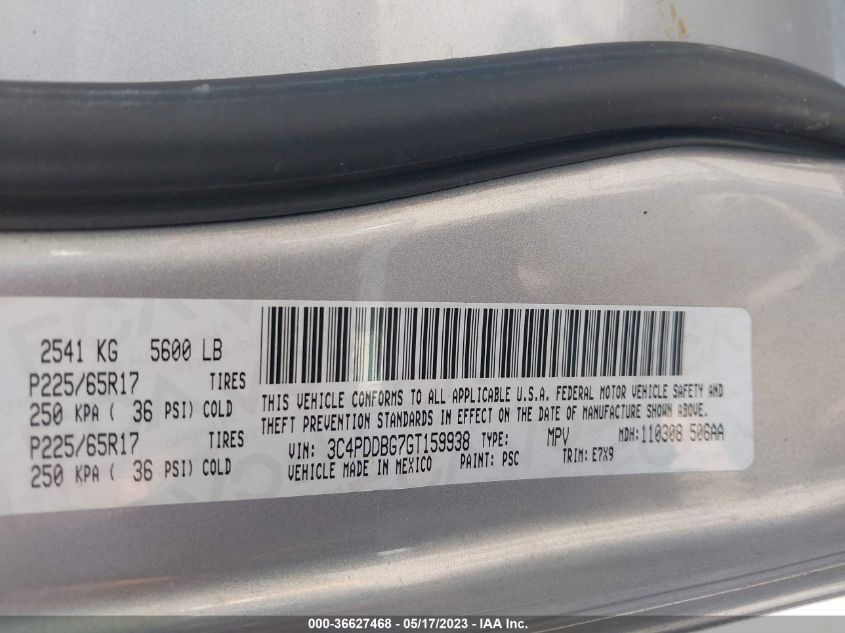 2541 KG 5600 LB
P225/65R17 TIRES
250 KPA ( 36 PSI) COLD
P225/65R17 TIRES
250 KPA ( 36 PSI) COLD
THIS VEHICLE CONFORMS TO ALL APPLICABLE U.S.A. FEDERAL MOTOR VEHICLE SAFETY AND
THEFT PREVENTION STANDARDS IN EFFECT ON THE DATE OF MANUFACTURE SHOWN ABOVE.
VIN: 3C4PDDBG7GT159938 TYPE: MPV MDH:110308 506AA
VEHICLE MADE IN MEXICO PAINT: PSC TRIM: E7X9
000-36627468 — 05/17/2023 — IAA Inc.